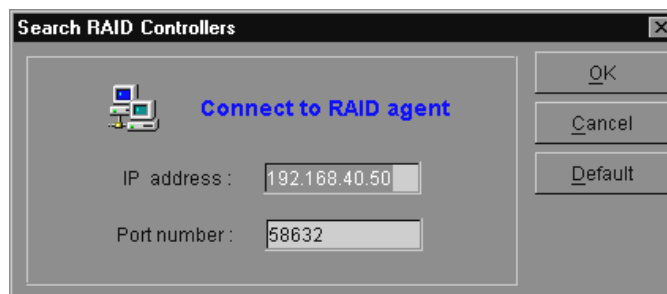 Search RAID Controllers
Connect to RAID agent
IP address :
192.168.40.50
Port number :
58632
OK
Cancel
Default